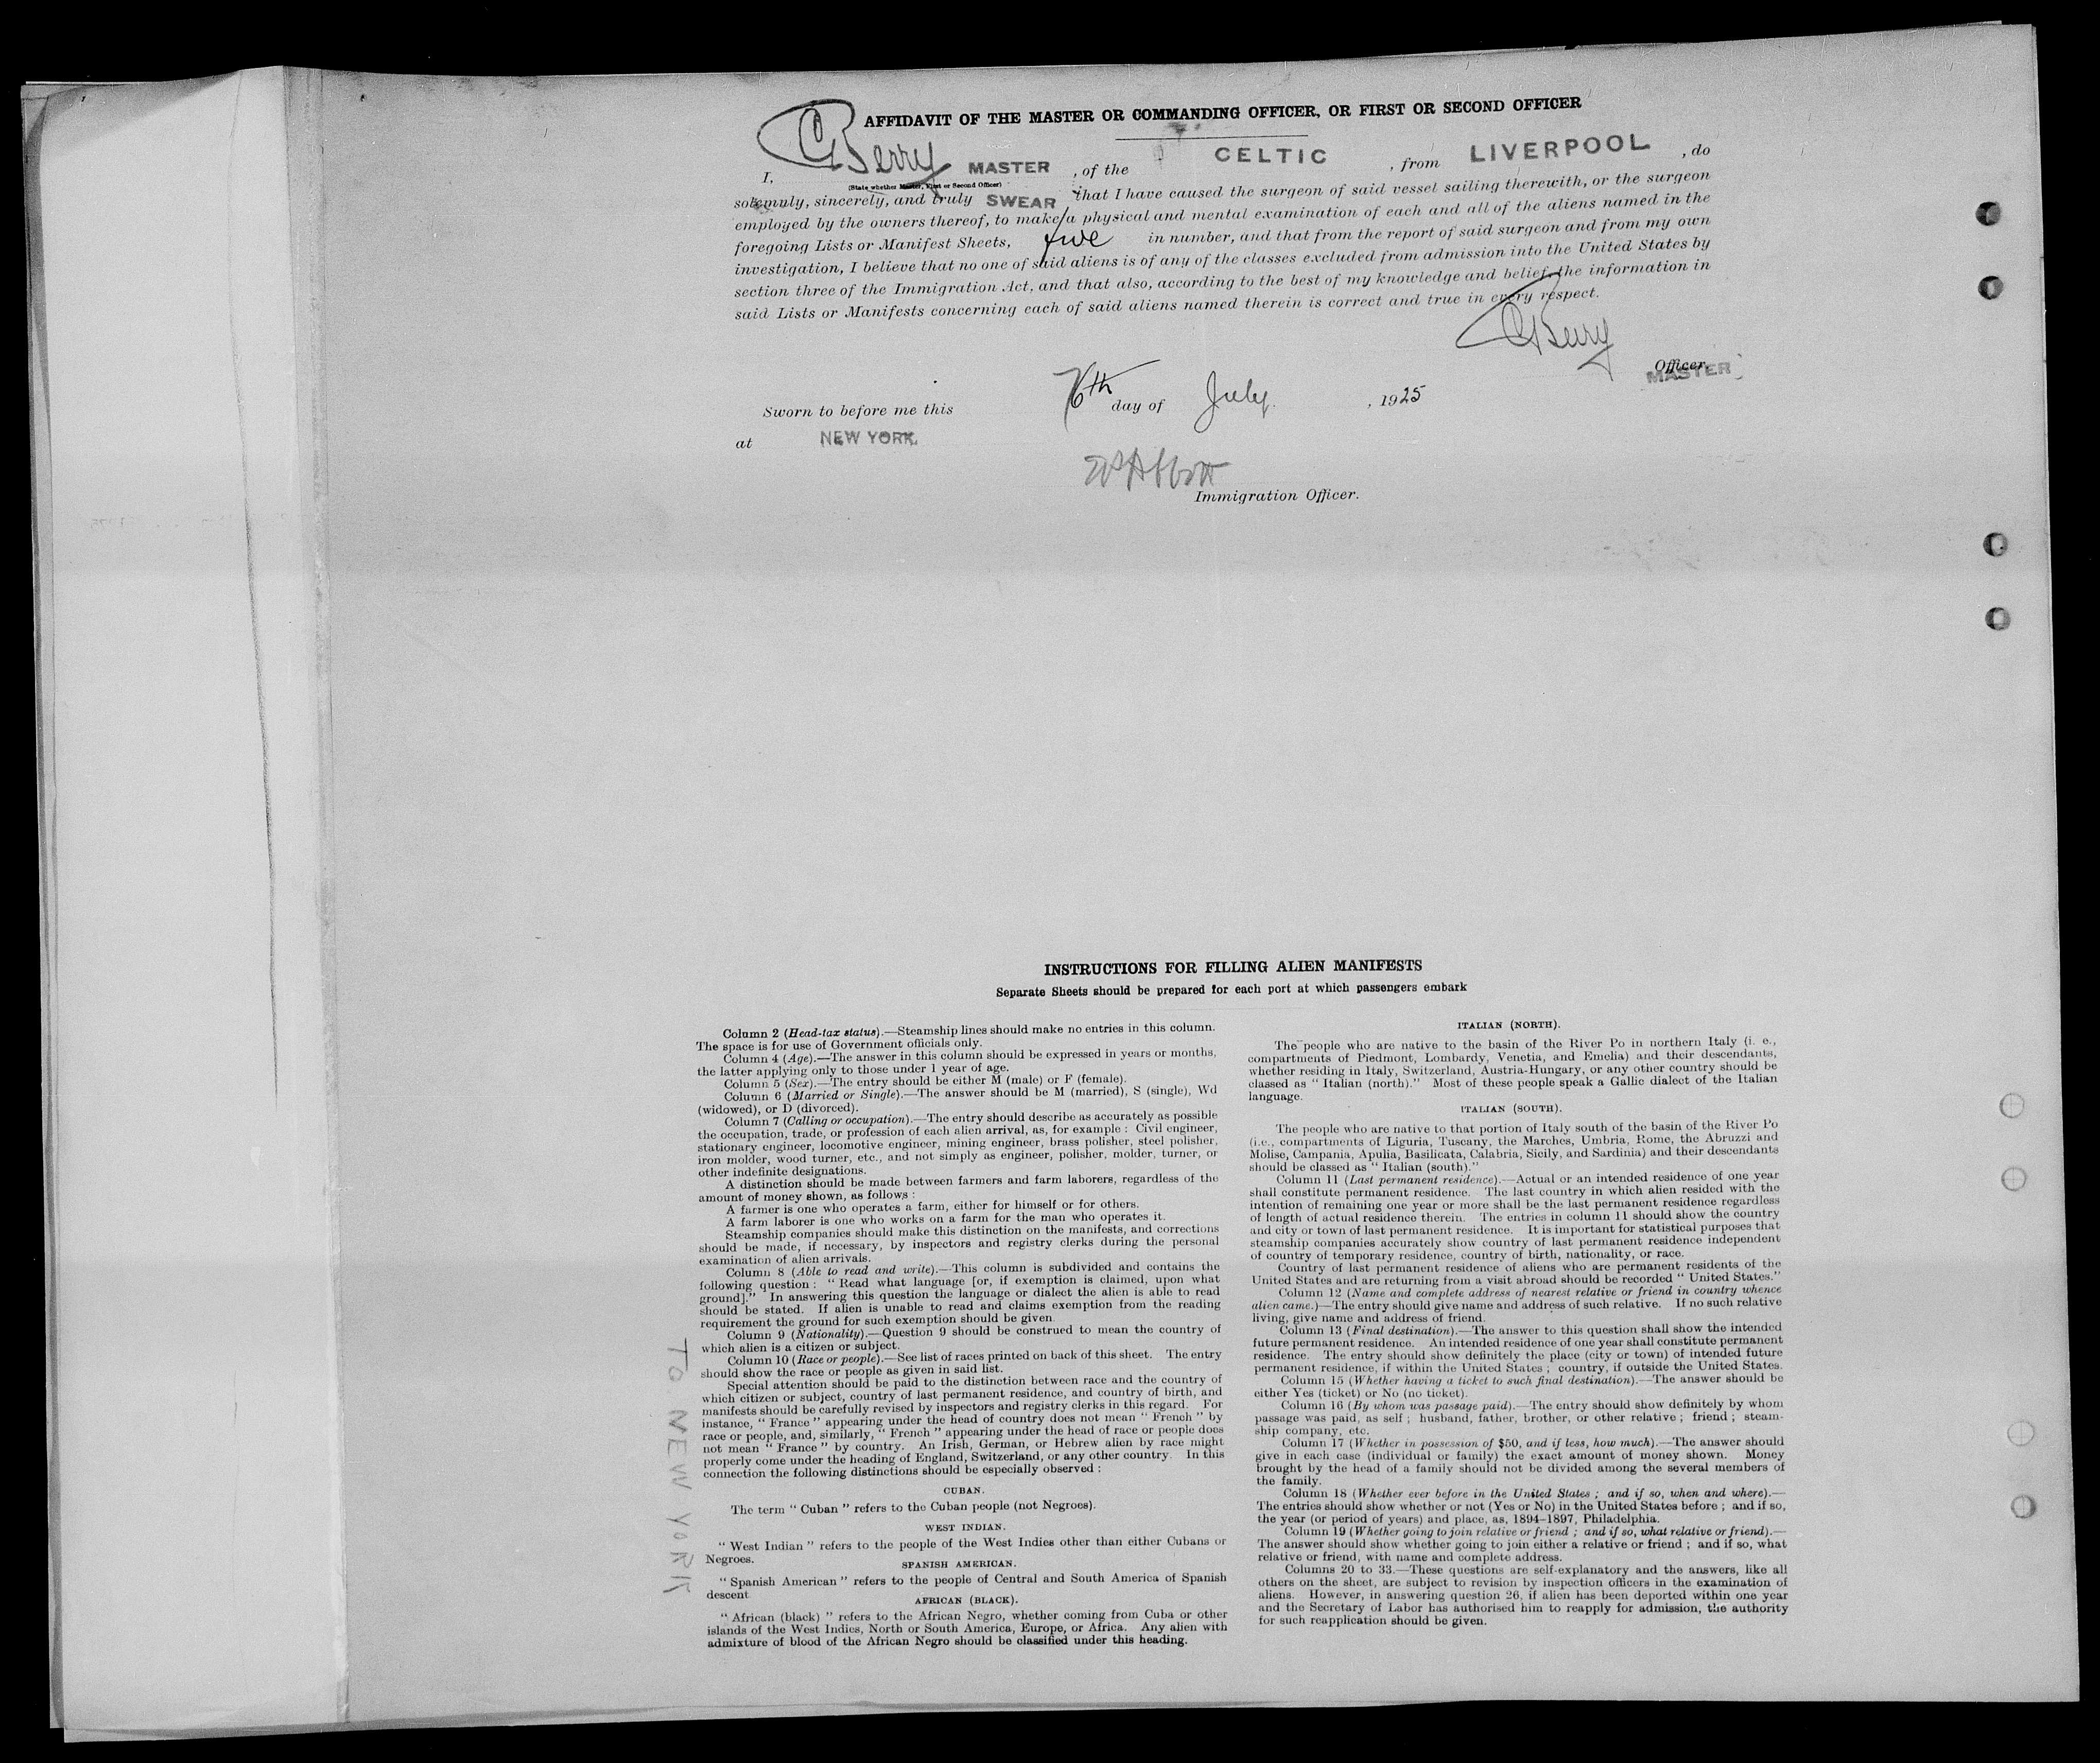 AFFIDAVIT OF THE MASTER OR COMMANDING OFFICER, OR FIRST OR SECOND OFFICER
I, C Berry MASTER , of the CELTIC , from LIVERPOOL , do
(State whether Master, First or Second Officer)
solemnly, sincerely, and truly SWEAR that I have caused the surgeon of said vessel sailing therewith, or the surgeon
employed by the owners thereof, to make a physical and mental examination of each and all of the aliens named in the
foregoing Lists or Manifest Sheets, five in number, and that from the report of said surgeon and from my own
investigation, I believe that no one of said aliens is of any of the classes excluded from admission into the United States by
section three of the Immigration Act, and that also, according to the best of my knowledge and belief, the information in
said Lists or Manifests concerning each of said aliens named therein is correct and true in every respect.
C Berry
Officer.
MASTER
Sworn to before me this 6th day of July , 1925
at NEW YORK.
Abbott
Immigration Officer.
INSTRUCTIONS FOR FILLING ALIEN MANIFESTS
Separate Sheets should be prepared for each port at which passengers embark
Column 2 (Head-tax status).—Steamship lines should make no entries in this column.
The space is for use of Government officials only.
Column 4 (Age).—The answer in this column should be expressed in years or months,
the latter applying only to those under 1 year of age.
Column 5 (Sex).—The entry should be either M (male) or F (female).
Column 6 (Married or Single).—The answer should be M (married), S (single), Wd
(widowed), or D (divorced).
Column 7 (Calling or occupation).—The entry should describe as accurately as possible
the occupation, trade, or profession of each alien arrival, as, for example : Civil engineer,
stationary engineer, locomotive engineer, mining engineer, brass polisher, steel polisher,
iron molder, wood turner, etc., and not simply as engineer, polisher, molder, turner, or
other indefinite designations.
A distinction should be made between farmers and farm laborers, regardless of the
amount of money shown, as follows :
A farmer is one who operates a farm, either for himself or for others.
A farm laborer is one who works on a farm for the man who operates it.
Steamship companies should make this distinction on the manifests, and corrections
should be made, if necessary, by inspectors and registry clerks during the personal
examination of alien arrivals.
Column 8 (Able to read and write).—This column is subdivided and contains the
following question : " Read what language [or, if exemption is claimed, upon what
ground]." In answering this question the language or dialect the alien is able to read
should be stated. If alien is unable to read and claims exemption from the reading
requirement the ground for such exemption should be given.
Column 9 (Nationality).—Question 9 should be construed to mean the country of
which alien is a citizen or subject.
Column 10 (Race or people).—See list of races printed on back of this sheet. The entry
should show the race or people as given in said list.
Special attention should be paid to the distinction between race and the country of
which citizen or subject, country of last permanent residence, and country of birth, and
manifests should be carefully revised by inspectors and registry clerks in this regard. For
instance, " France " appearing under the head of country does not mean " French " by
race or people, and, similarly, " French " appearing under the head of race or people does
not mean " France " by country. An Irish, German, or Hebrew alien by race might
properly come under the heading of England, Switzerland, or any other country. In this
connection the following distinctions should be especially observed :
CUBAN.
The term " Cuban " refers to the Cuban people (not Negroes).
WEST INDIAN.
" West Indian " refers to the people of the West Indies other than either Cubans or
Negroes.
SPANISH AMERICAN.
" Spanish American " refers to the people of Central and South America of Spanish
descent
AFRICAN (BLACK).
" African (black) " refers to the African Negro, whether coming from Cuba or other
islands of the West Indies, North or South America, Europe, or Africa. Any alien with
admixture of blood of the African Negro should be classified under this heading.
ITALIAN (NORTH).
The people who are native to the basin of the River Po in northern Italy (i. e.,
compartments of Piedmont, Lombardy, Venetia, and Emelia) and their descendants,
whether residing in Italy, Switzerland, Austria-Hungary, or any other country should be
classed as " Italian (north)." Most of these people speak a Gallic dialect of the Italian
language.
ITALIAN (SOUTH).
The people who are native to that portion of Italy south of the basin of the River Po
(i.e., compartments of Liguria, Tuscany, the Marches, Umbria, Rome, the Abruzzi and
Molise, Campania, Apulia, Basilicata, Calabria, Sicily, and Sardinia) and their descendants
should be classed as " Italian (south)."
Column 11 (Last permanent residence).—Actual or an intended residence of one year
shall constitute permanent residence. The last country in which alien resided with the
intention of remaining one year or more shall be the last permanent residence regardless
of length of actual residence therein. The entries in column 11 should show the country
and city or town of last permanent residence. It is important for statistical purposes that
steamship companies accurately show country of last permanent residence independent
of country of temporary residence, country of birth, nationality, or race.
Country of last permanent residence of aliens who are permanent residents of the
United States and are returning from a visit abroad should be recorded " United States."
Column 12 (Name and complete address of nearest relative or friend in country whence
alien came.)—The entry should give name and address of such relative. If no such relative
living, give name and address of friend.
Column 13 (Final destination).—The answer to this question shall show the intended
future permanent residence. An intended residence of one year shall constitute permanent
residence. The entry should show definitely the place (city or town) of intended future
permanent residence, if within the United States ; country, if outside the United States.
Column 15 (Whether having a ticket to such final destination).—The answer should be
either Yes (ticket) or No (no ticket).
Column 16 (By whom was passage paid).—The entry should show definitely by whom
passage was paid, as self ; husband, father, brother, or other relative ; friend ; steam-
ship company, etc.
Column 17 (Whether in possession of $50, and if less, how much).—The answer should
give in each case (individual or family) the exact amount of money shown. Money
brought by the head of a family should not be divided among the several members of
the family.
Column 18 (Whether ever before in the United States ; and if so, when and where).—
The entries should show whether or not (Yes or No) in the United States before ; and if so,
the year (or period of years) and place, as, 1894-1897, Philadelphia.
Column 19 (Whether going to join relative or friend ; and if so, what relative or friend).—
The answer should show whether going to join either a relative or friend ; and if so, what
relative or friend, with name and complete address.
Columns 20 to 33.—These questions are self-explanatory and the answers, like all
others on the sheet, are subject to revision by inspection officers in the examination of
aliens. However, in answering question 26, if alien has been deported within one year
and the Secretary of Labor has authorised him to reapply for admission, the authority
for such reapplication should be given.
TO NEW YORK